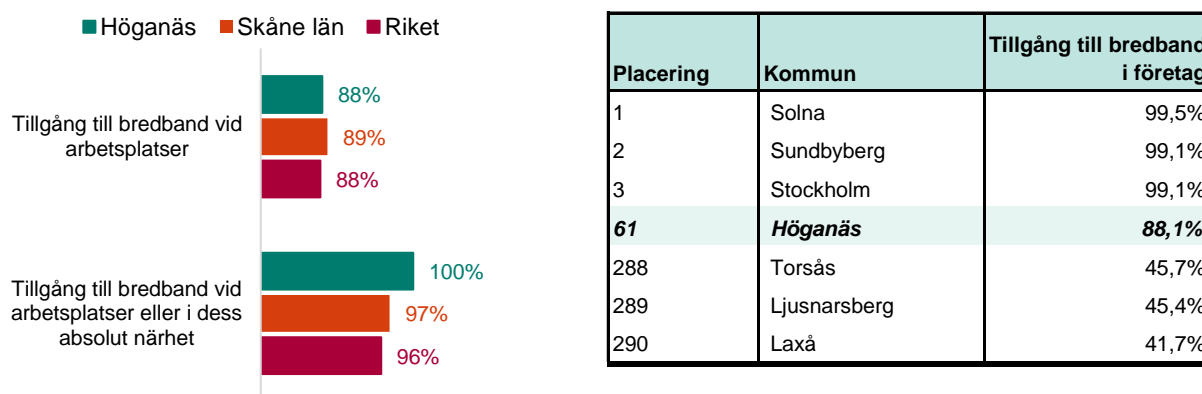 Höganäs Skåne län Riket
Tillgång till bredband vid
arbetsplatser
88%
89%
88%
Tillgång till bredband vid
arbetsplatser eller i dess
absolut närhet
100%
97%
96%
Placering Kommun Tillgång till bredband
i företag
1 Solna 99,5%
2 Sundbyberg 99,1%
3 Stockholm 99,1%
61 Höganäs 88,1%
288 Torsås 45,7%
289 Ljusnarsberg 45,4%
290 Laxå 41,7%